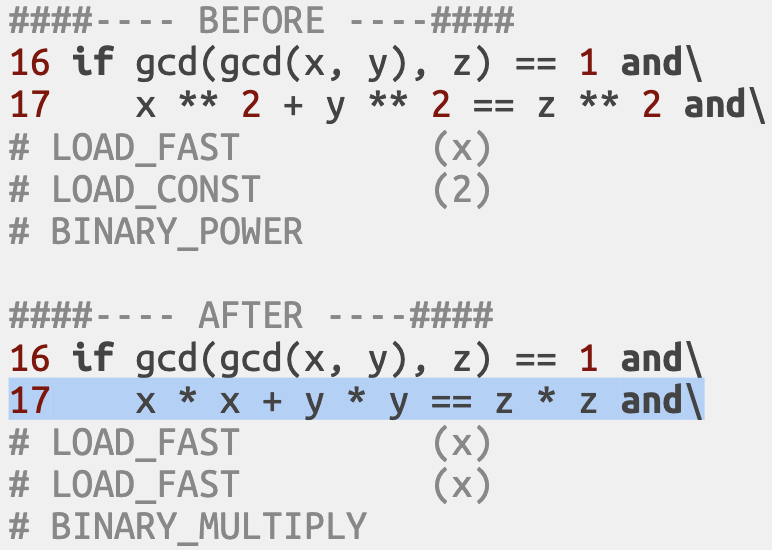 ####---- BEFORE ----####
16 if gcd(gcd(x, y), z) == 1 and\
17    x ** 2 + y ** 2 == z ** 2 and\
# LOAD_FAST         (x)
# LOAD_CONST        (2)
# BINARY_POWER
####---- AFTER ----####
16 if gcd(gcd(x, y), z) == 1 and\
17    x * x + y * y == z * z and\
# LOAD_FAST         (x)
# LOAD_FAST         (x)
# BINARY_MULTIPLY